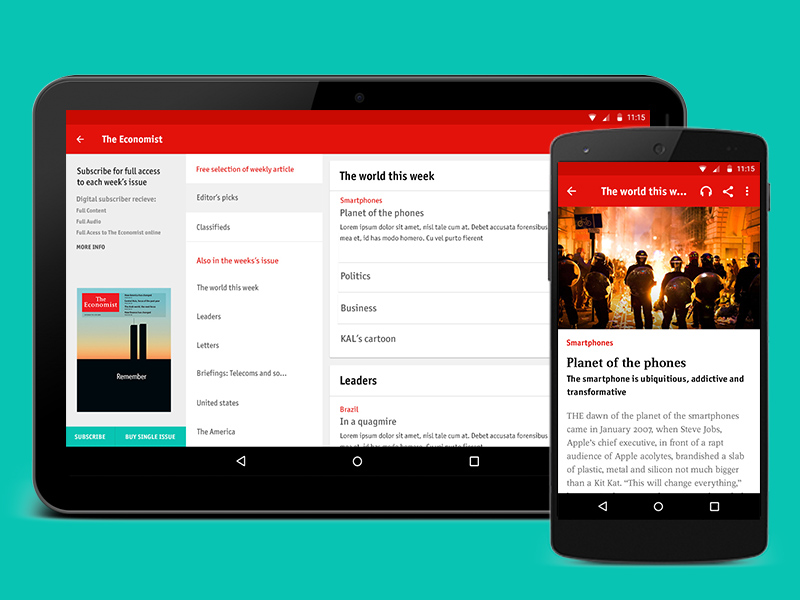 11:15
The Economist
Subscribe for full access
to each week's issue
Digital subscriber recieve:
Full Content
Full Audio
Full Acess to The Economist online
MORE INFO
The
Economist
Remember
SUBSCRIBE
BUY SINGLE ISSUE
Free selection of weekly article
Editor's picks
Classifieds
Also in the weeks's issue
The world this week
Leaders
Letters
Briefings: Telecoms and so...
United states
The America
The world this week
Smartphones
Planet of the phones
Lorem ipsum dolor sit amet, nisl tale cum at. Debet accusata forensibus
mea et, id has modo homero. Cu vel purto fierent
Politics
Business
KAL's cartoon
Leaders
Brazil
In a quagmire
Lorem ipsum dolor sit amet, nisl tale cum at. Debet accusata forensibus
11:15
The world this w...
Smartphones
Planet of the phones
The smartphone is ubiquitious, addictive and
transformative
THE dawn of the planet of the smartphones
came in January 2007, when Steve Jobs,
Apple's chief executive, in front of a rapt
audience of Apple acolytes, brandished a slab
of plastic, metal and silicon not much bigger
than a Kit Kat. "This will change everything,"